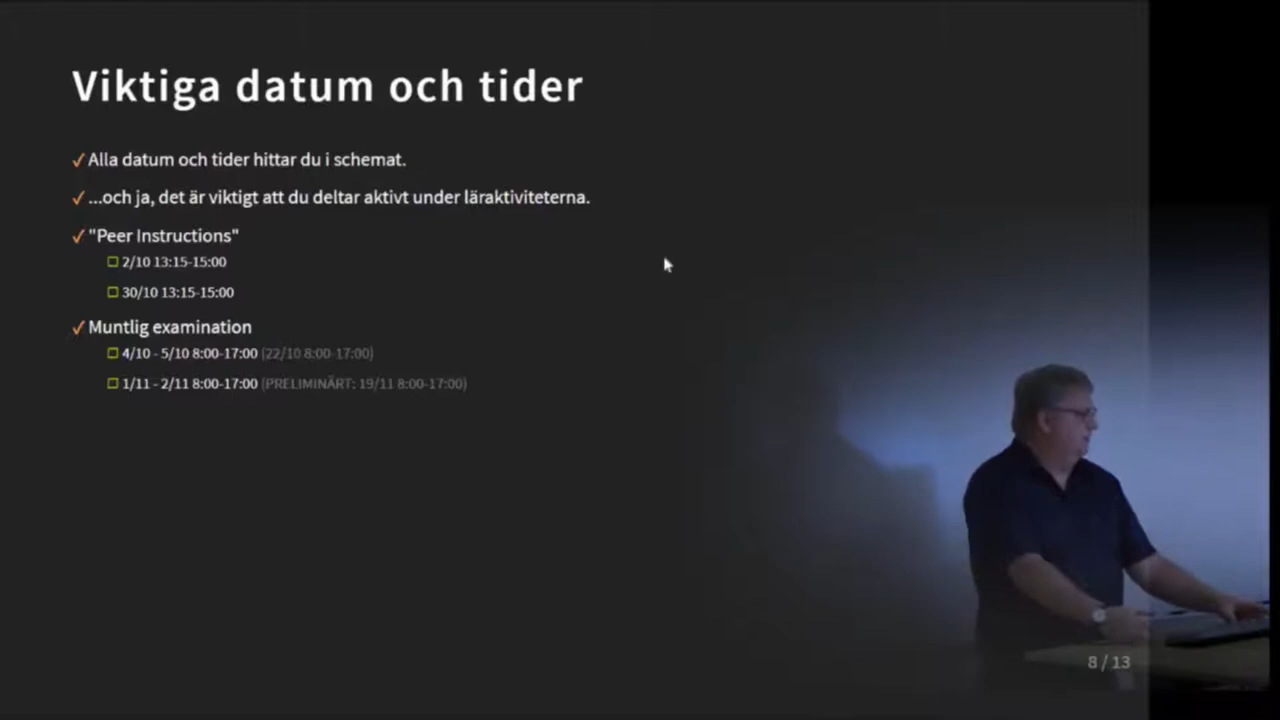 Viktiga datum och tider
✓ Alla datum och tider hittar du i schemat.
✓ ...och ja, det är viktigt att du deltar aktivt under läraktiviteterna.
✓ "Peer Instructions"
☐ 2/10 13:15-15:00
☐ 30/10 13:15-15:00
✓ Muntlig examination
☐ 4/10 - 5/10 8:00-17:00 (22/10 8:00-17:00)
☐ 1/11 - 2/11 8:00-17:00 (PRELIMINÄRT: 19/11 8:00-17:00)
8 / 13